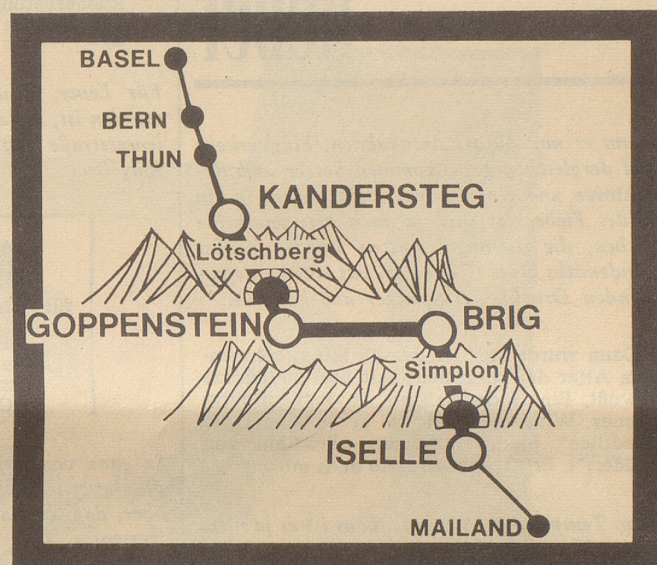 BASEL
BERN
THUN
KANDERSTEG
Lötschberg
GOPPENSTEIN
BRIG
Simplon
ISELLE
MAILAND